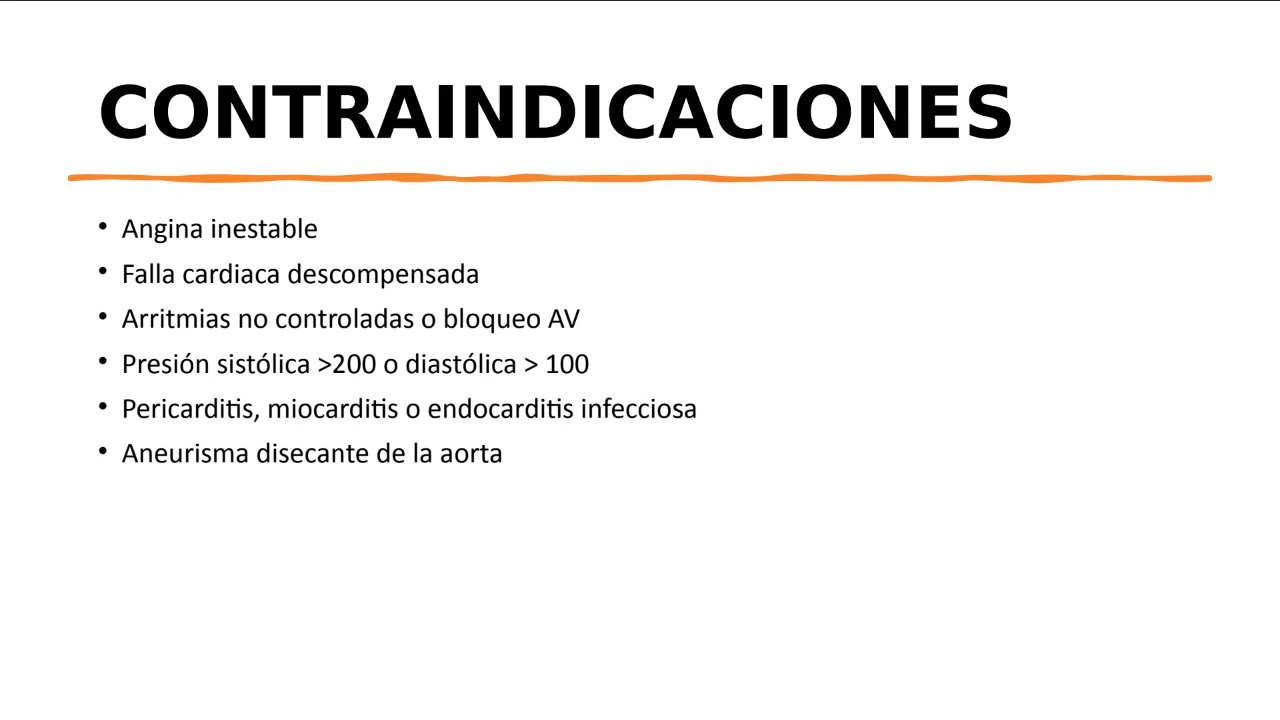 CONTRAINDICACIONES
• Angina inestable
• Falla cardiaca descompensada
• Arritmias no controladas o bloqueo AV
• Presión sistólica >200 o diastólica > 100
• Pericarditis, miocarditis o endocarditis infecciosa
• Aneurisma disecante de la aorta